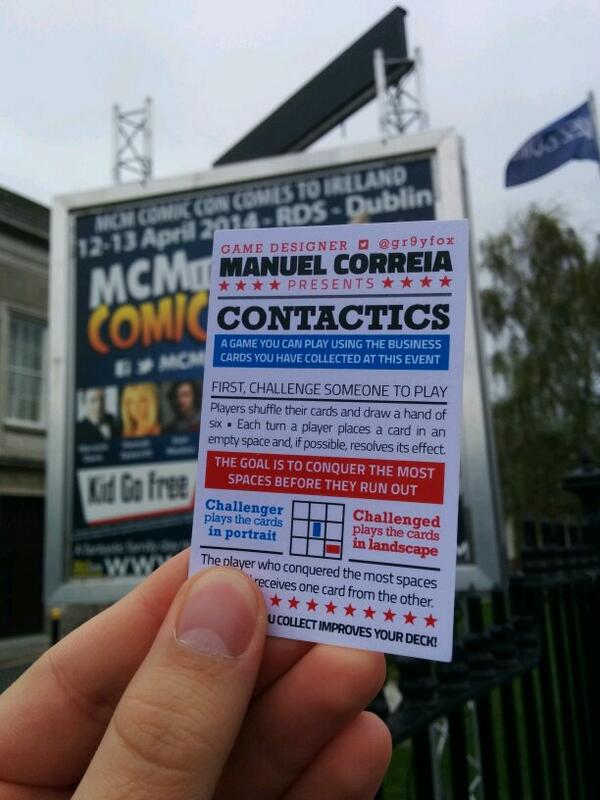 MCM COMIC CON COMES TO IRELAND
12-13 April 2014 - RDS - Dublin
MCM
COMIC
MCM
Kid Go Free
WWW
GAME DESIGNER @gr9yfox
MANUEL CORREIA
★★★★ PRESENTS ★★★★
CONTACTICS
A GAME YOU CAN PLAY USING THE BUSINESS
CARDS YOU HAVE COLLECTED AT THIS EVENT
FIRST, CHALLENGE SOMEONE TO PLAY
Players shuffle their cards and draw a hand of
six ▪ Each turn a player places a card in an
empty space and, if possible, resolves its effect.
THE GOAL IS TO CONQUER THE MOST
SPACES BEFORE THEY RUN OUT
Challenger
plays the cards
in portrait
Challenged
plays the cards
in landscape
The player who conquered the most spaces
receives one card from the other.
COLLECT IMPROVES YOUR DECK!